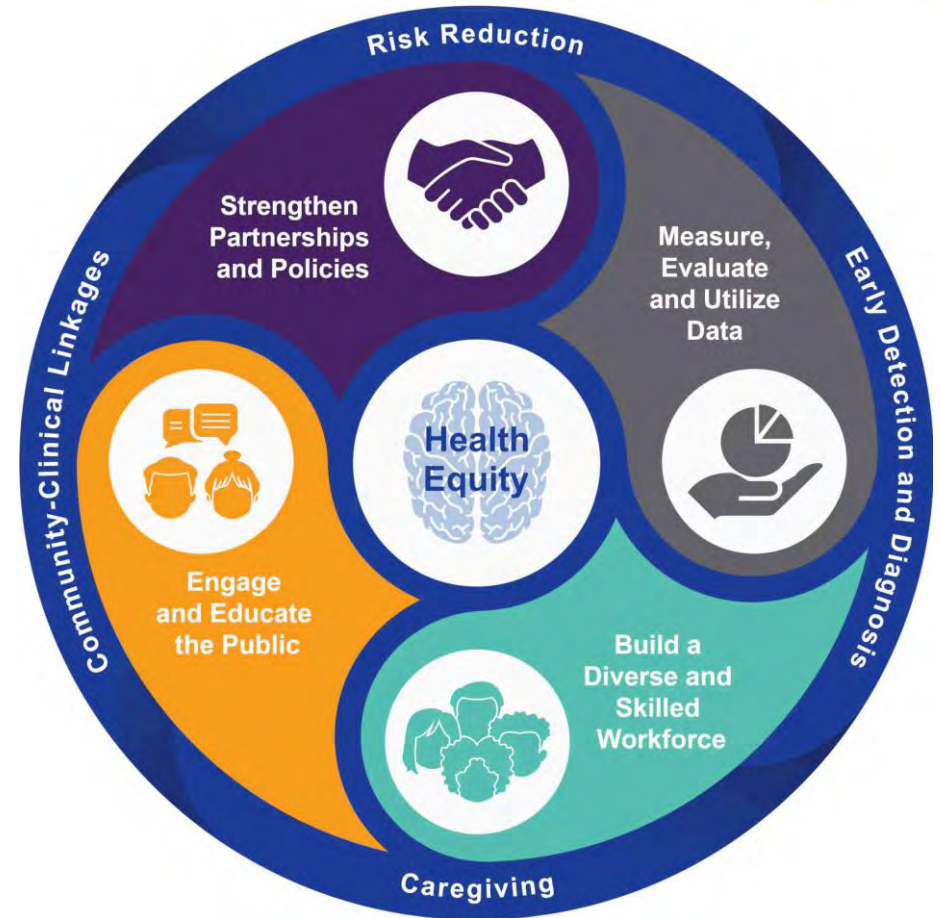 Risk Reduction
Strengthen
Partnerships
and Policies
Measure,
Evaluate
and Utilize
Data
Early Detection and Diagnosis
Community-Clinical Linkages
Health
Equity
Engage
and Educate
the Public
Build a
Diverse and
Skilled
Workforce
Caregiving